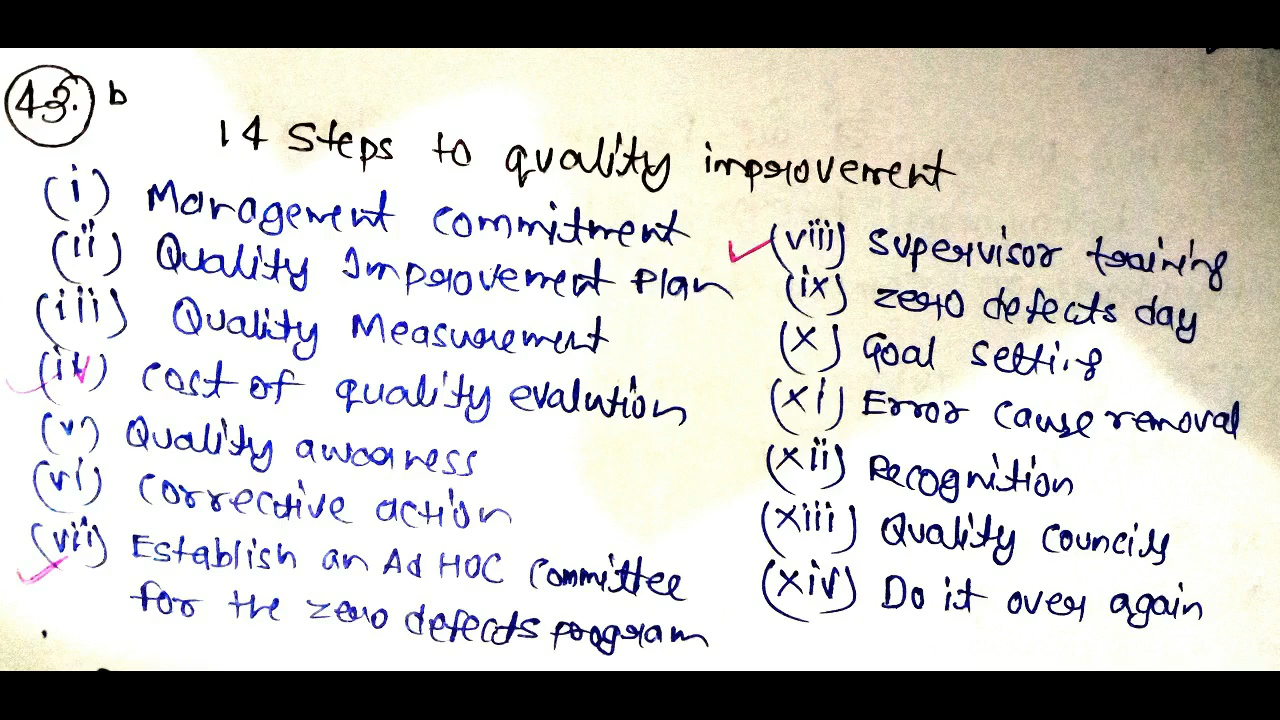 43. b
14 Steps to quality improvement
(i) Management commitment
(ii) Quality Improvement Plan
(iii) Quality Measurement
(iv) cost of quality evalution
(v) Quality awaarness
(vi) corrective action
(vii) Establish an Ad HOC Committee
for the zero defects program
(viii) supervisor training
(ix) zero defects day
(x) Goal setting
(xi) Error cause removal
(xii) Recognition
(xiii) Quality councils
(xiv) Do it over again